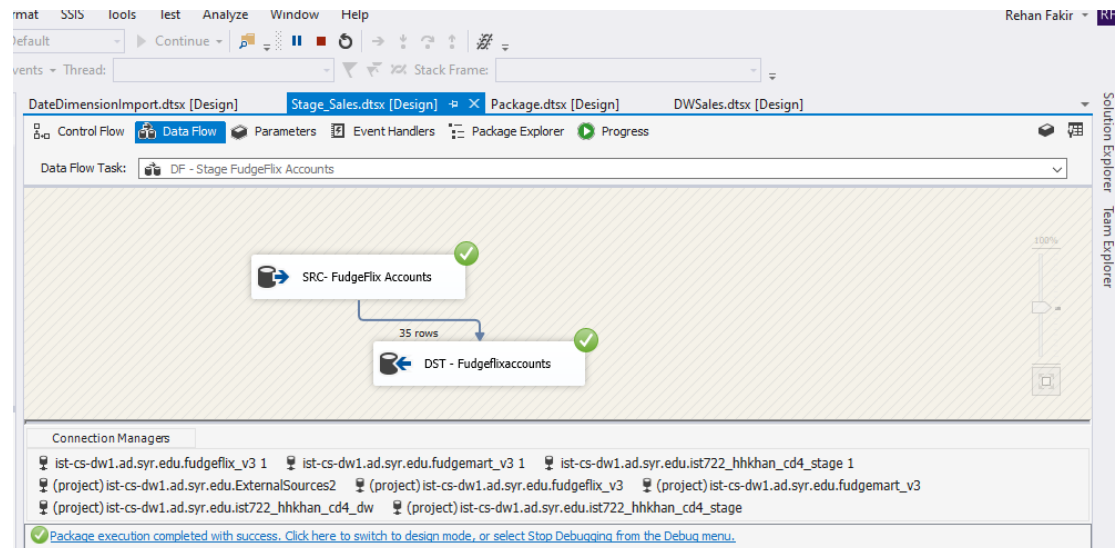 SSIS Tools Test Analyze Window Help Rehan Fakir
Continue
Thread: Stack Frame:
DateDimensionImport.dtsx [Design] Stage_Sales.dtsx [Design] Package.dtsx [Design] DWSales.dtsx [Design]
Control Flow Data Flow Parameters Event Handlers Package Explorer Progress
Data Flow Task: DF - Stage FudgeFlix Accounts
100%
SRC- FudgeFlix Accounts
35 rows
DST - Fudgeflixaccounts
Connection Managers
ist-cs-dw1.ad.syr.edu.fudgeflix_v3 1 ist-cs-dw1.ad.syr.edu.fudgemart_v3 1 ist-cs-dw1.ad.syr.edu.ist722_hhkhan_cd4_stage 1
(project) ist-cs-dw1.ad.syr.edu.ExternalSources2 (project) ist-cs-dw1.ad.syr.edu.fudgeflix_v3 (project) ist-cs-dw1.ad.syr.edu.fudgemart_v3
(project) ist-cs-dw1.ad.syr.edu.ist722_hhkhan_cd4_dw (project) ist-cs-dw1.ad.syr.edu.ist722_hhkhan_cd4_stage
Package execution completed with success. Click here to switch to design mode, or select Stop Debugging from the Debug menu.
Solution Explorer
Team Explorer